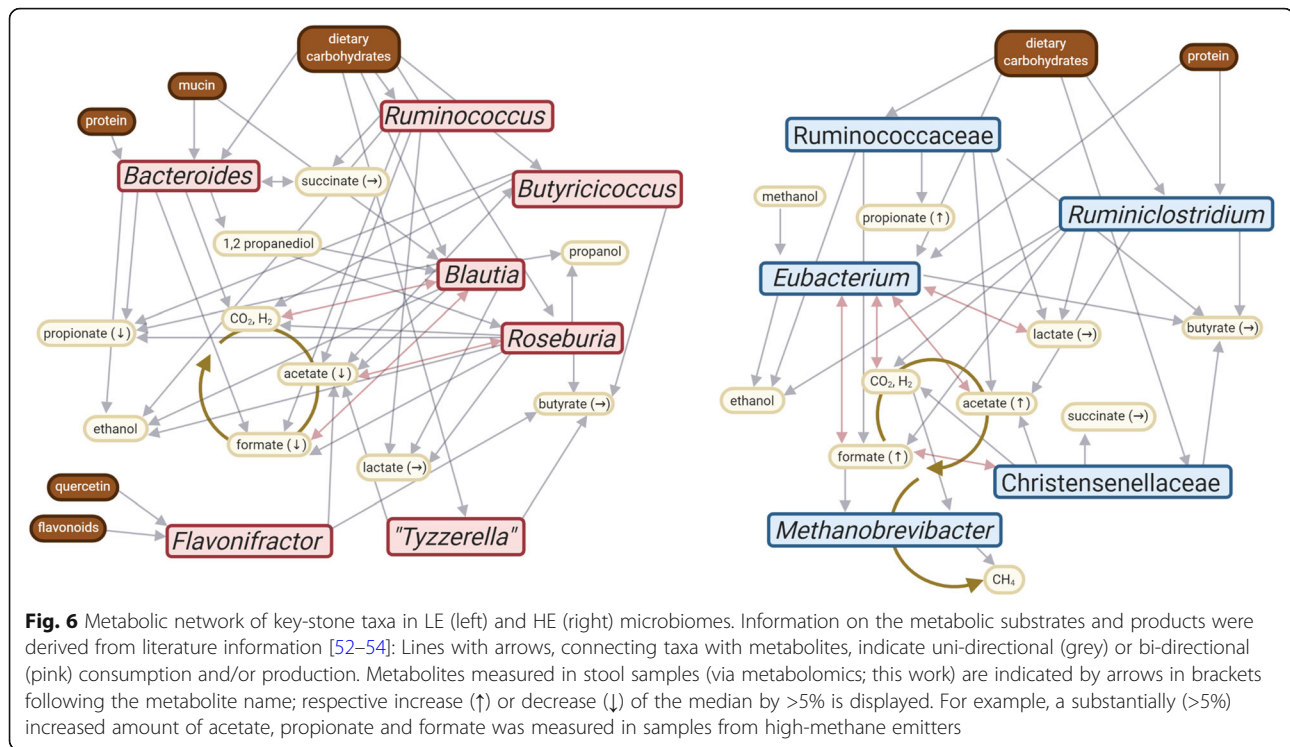 dietary
carbohydrates
mucin
protein
Ruminococcus
Bacteroides
succinate (→)
Butyricicoccus
1,2 propanediol
propanol
Blautia
CO₂, H₂
propionate (↓)
Roseburia
acetate (↓)
butyrate (→)
ethanol
formate (↓)
lactate (→)
quercetin
flavonoids
Flavonifractor
"Tyzzerella"
dietary
carbohydrates
protein
Ruminococcaceae
methanol
propionate (↑)
Ruminiclostridium
Eubacterium
lactate (→)
butyrate (→)
CO₂, H₂
ethanol
acetate (↑)
succinate (→)
formate (↑)
Christensenellaceae
Methanobrevibacter
CH₄
Fig. 6 Metabolic network of key-stone taxa in LE (left) and HE (right) microbiomes. Information on the metabolic substrates and products were
derived from literature information [52–54]: Lines with arrows, connecting taxa with metabolites, indicate uni-directional (grey) or bi-directional
(pink) consumption and/or production. Metabolites measured in stool samples (via metabolomics; this work) are indicated by arrows in brackets
following the metabolite name; respective increase (↑) or decrease (↓) of the median by >5% is displayed. For example, a substantially (>5%)
increased amount of acetate, propionate and formate was measured in samples from high-methane emitters